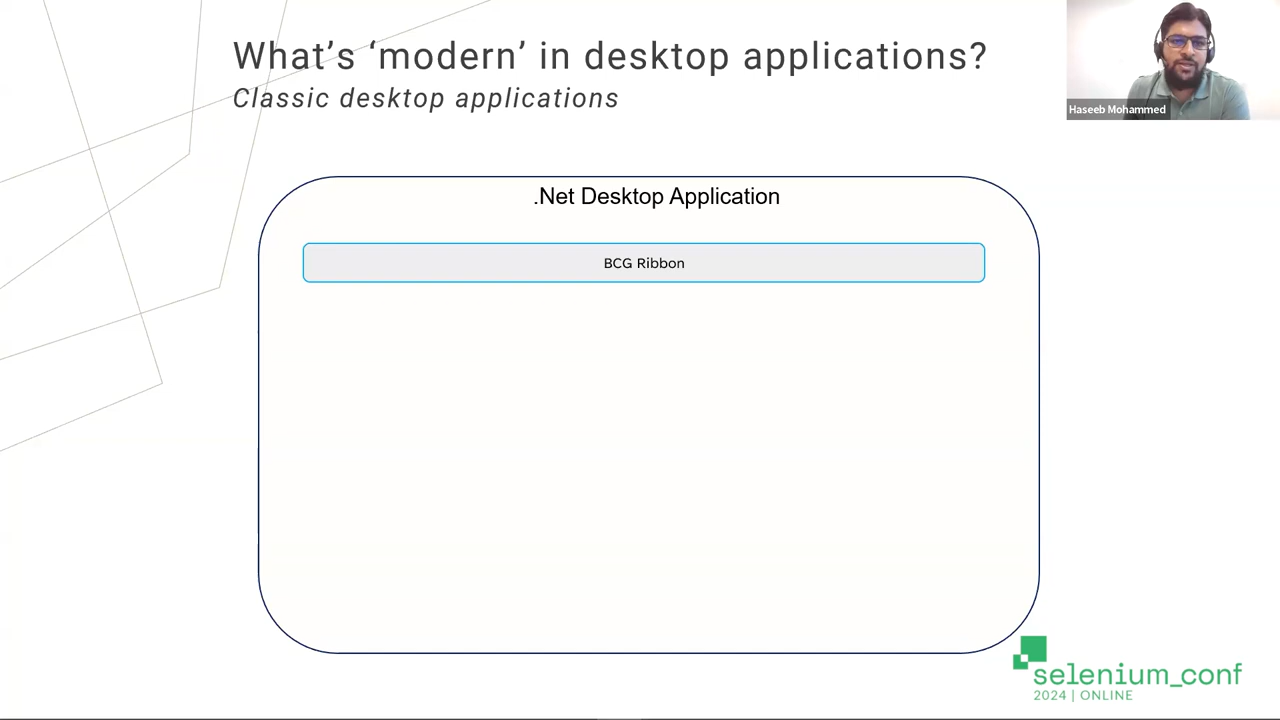 What’s ‘modern’ in desktop applications?
Classic desktop applications
Haseeb Mohammed
.Net Desktop Application
BCG Ribbon
selenium_conf
2024 | ONLINE